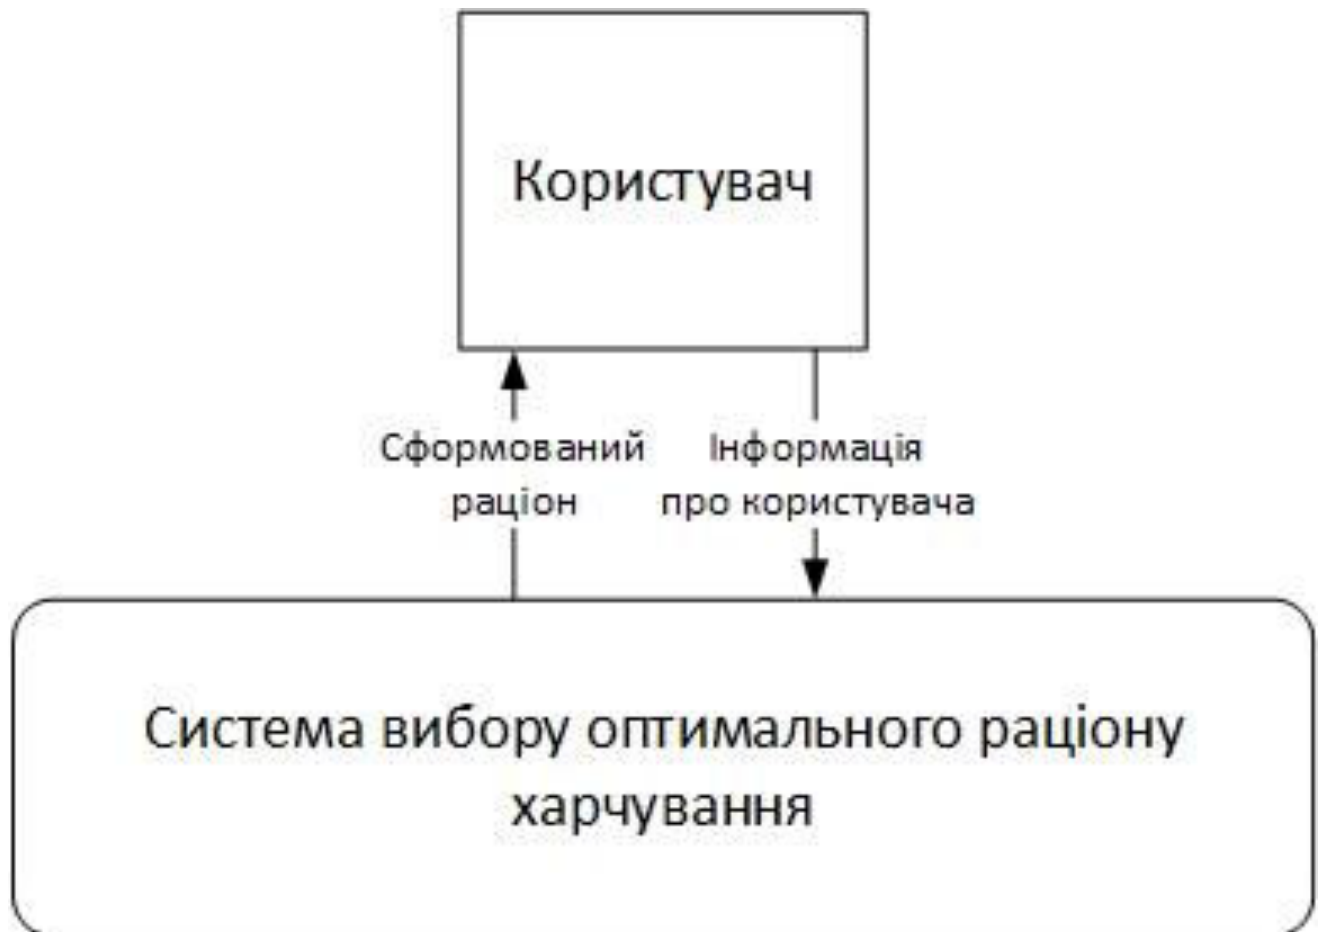 Користувач
Сформований
раціон
Інформація
про користувача
Система вибору оптимального раціону
харчування